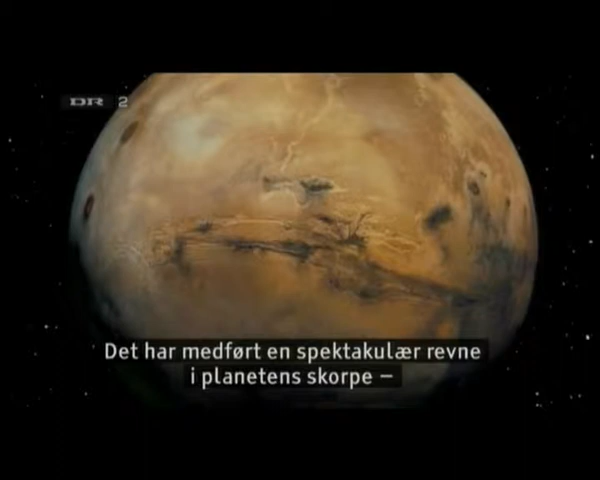 DR 2
Det har medført en spektakulær revne
i planetens skorpe –